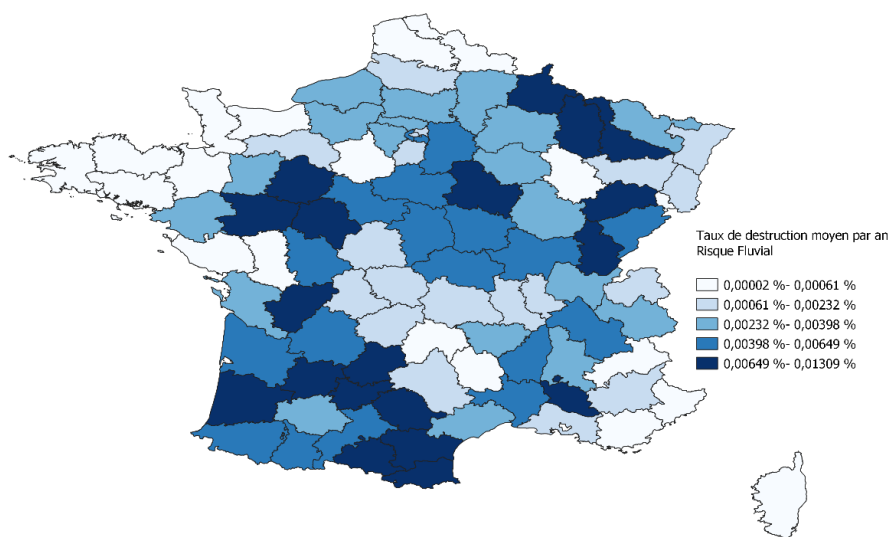 Taux de destruction moyen par an
Risque Fluvial
0,00002 %- 0,00061 %
0,00061 %- 0,00232 %
0,00232 %- 0,00398 %
0,00398 %- 0,00649 %
0,00649 %- 0,01309 %